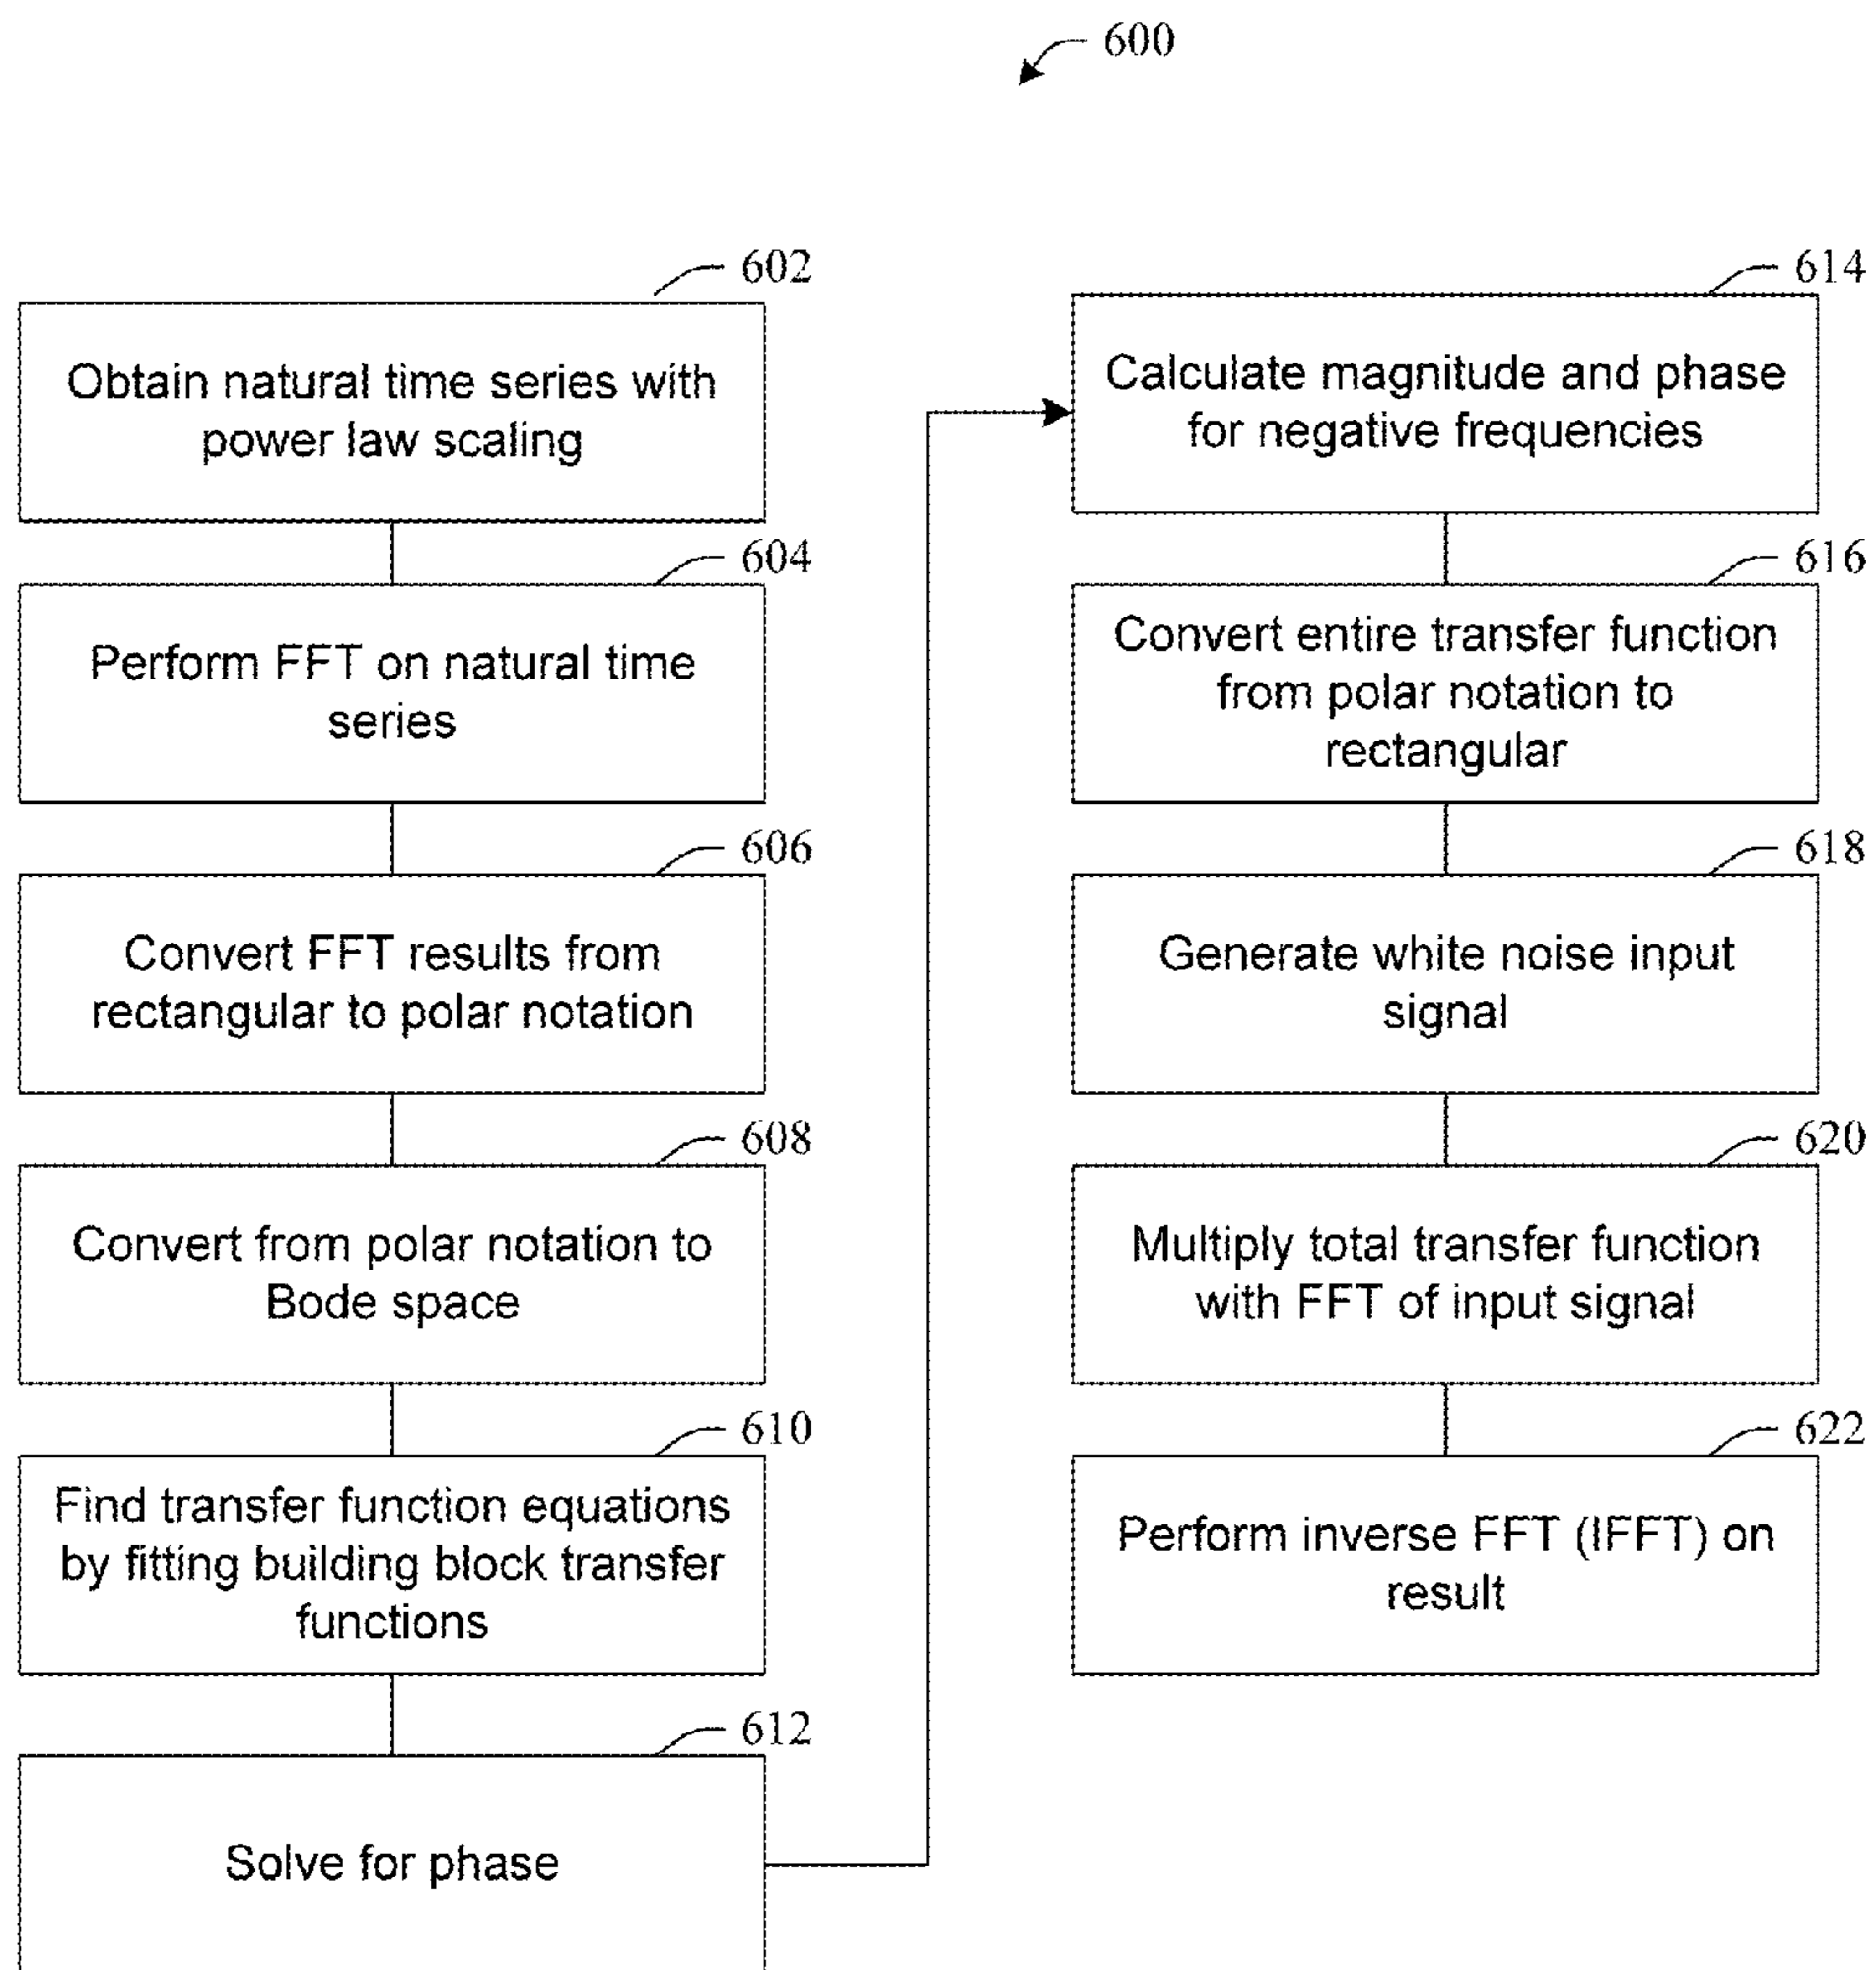 600
602
Obtain natural time series with
power law scaling
604
Perform FFT on natural time
series
606
Convert FFT results from
rectangular to polar notation
608
Convert from polar notation to
Bode space
610
Find transfer function equations
by fitting building block transfer
functions
612
Solve for phase
614
Calculate magnitude and phase
for negative frequencies
616
Convert entire transfer function
from polar notation to
rectangular
618
Generate white noise input
signal
620
Multiply total transfer function
with FFT of input signal
622
Perform inverse FFT (IFFT) on
result